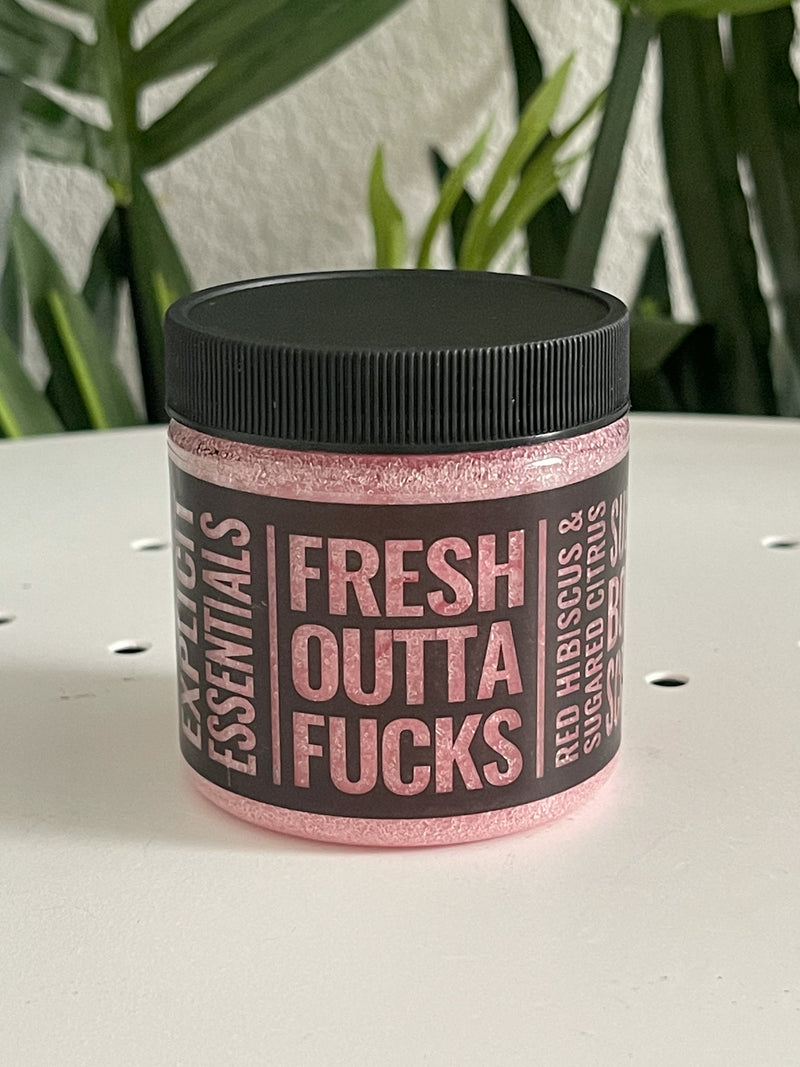 EXPLICIT
ESSENTIALS
FRESH
OUTTA
FUCKS
RED HIBISCUS &
SUGARED CITRUS